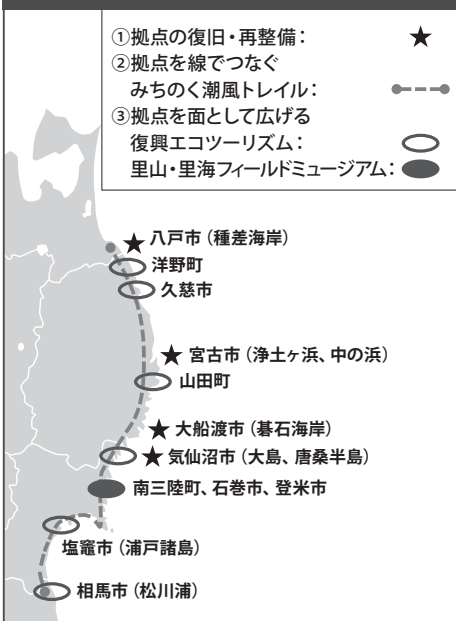 ①拠点の復旧・再整備：
②拠点を線でつなぐ
みちのく潮風トレイル：
③拠点を面として広げる
復興エコツーリズム：
里山・里海フィールドミュージアム：
八戸市（種差海岸）
洋野町
久慈市
宮古市（浄土ヶ浜、中の浜）
山田町
大船渡市（碁石海岸）
気仙沼市（大島、唐桑半島）
南三陸町、石巻市、登米市
塩竈市（浦戸諸島）
相馬市（松川浦）